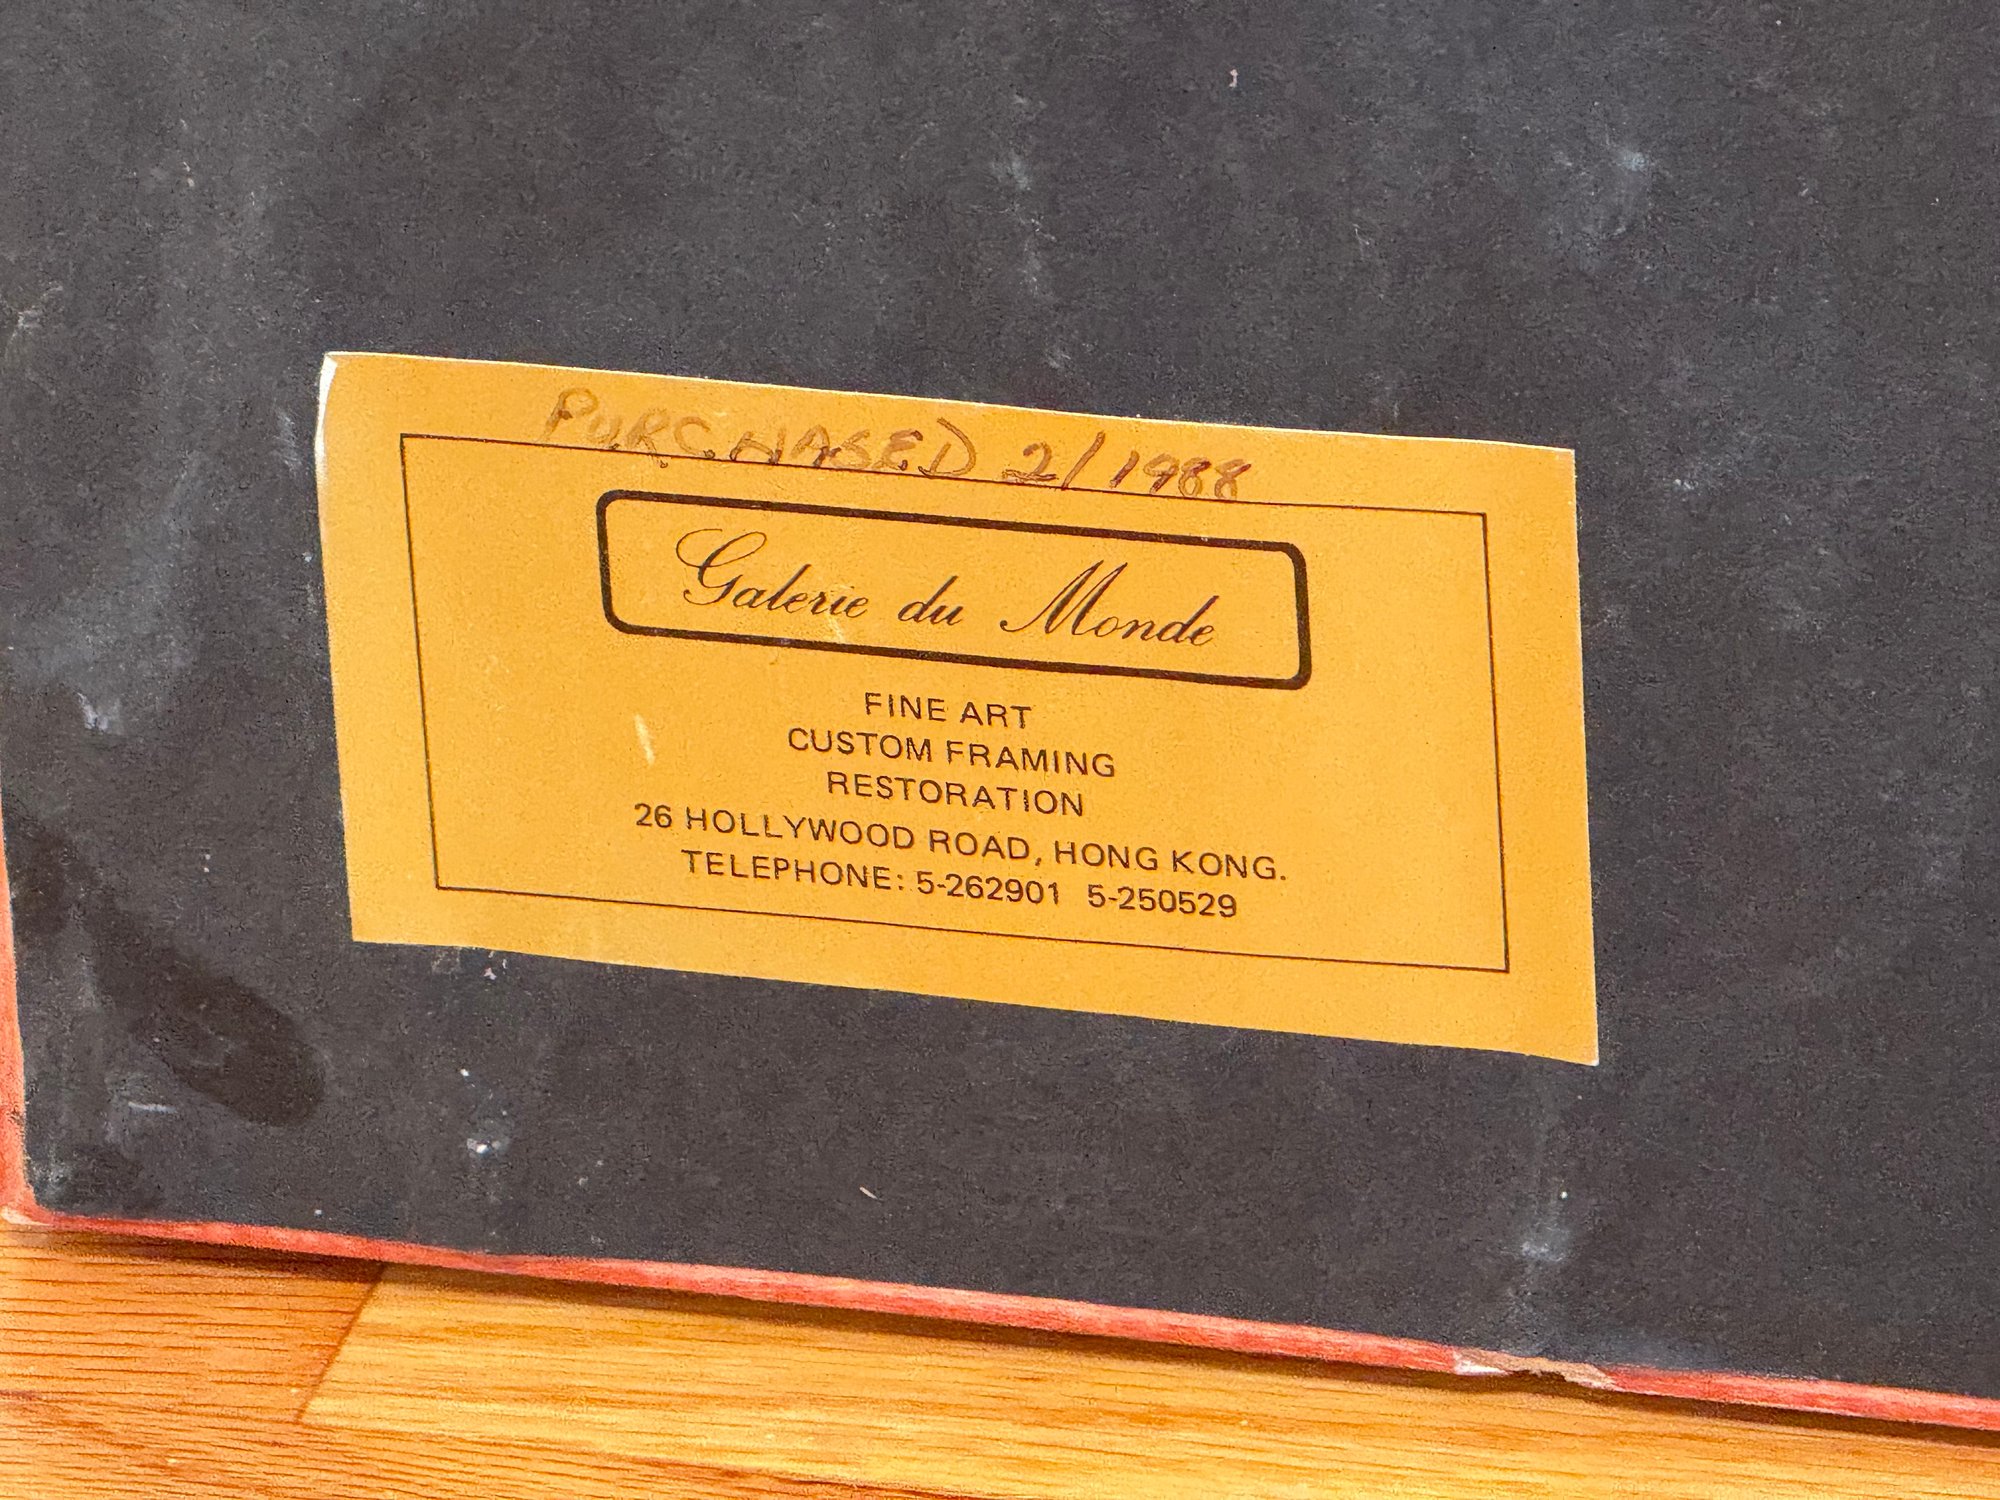 PURCHASED 2/1988
Galerie du Monde
FINE ART
CUSTOM FRAMING
RESTORATION
26 HOLLYWOOD ROAD, HONG KONG.
TELEPHONE: 5-262901 5-250529